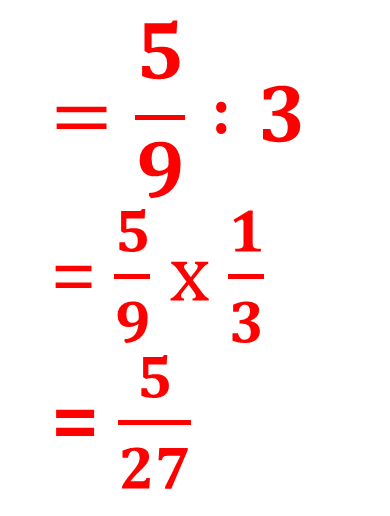 = 5/9 : 3
= 5/9 x 1/3
= 5/27